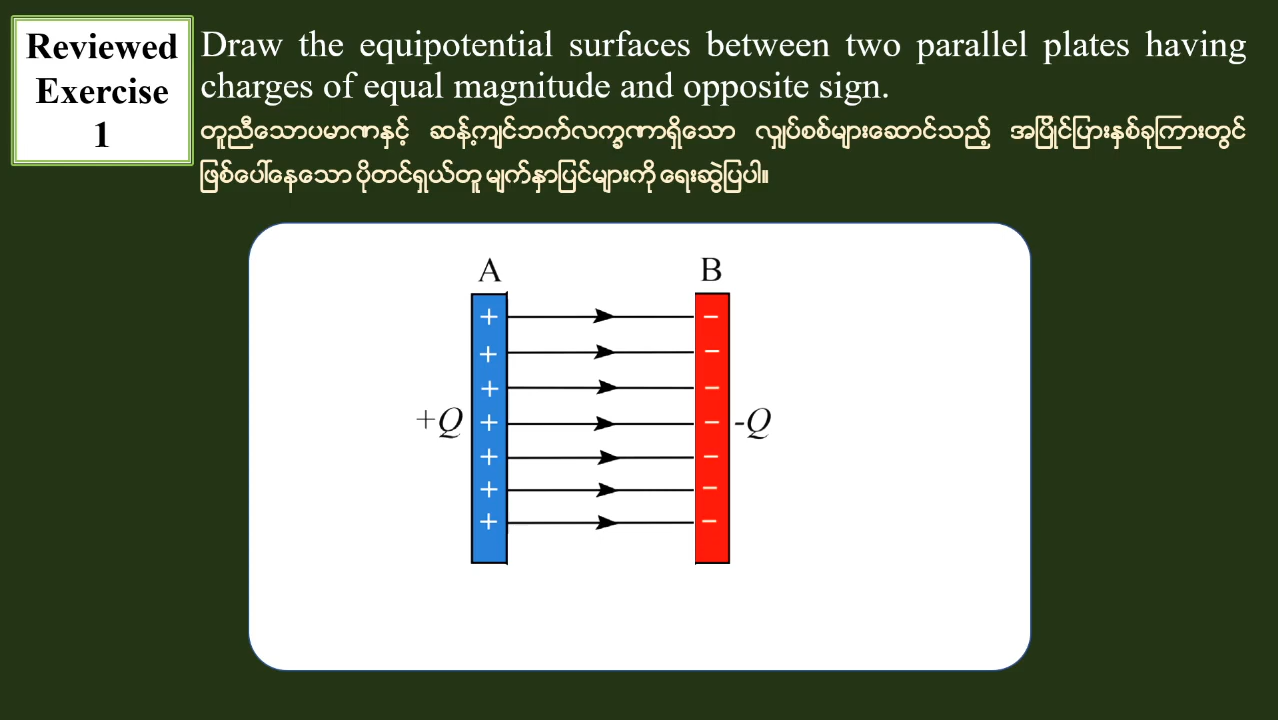 Reviewed
Exercise
1
Draw the equipotential surfaces between two parallel plates having
charges of equal magnitude and opposite sign.
တူညီသောပမာဏနှင့် ဆန့်ကျင်ဘက်လက္ခဏာရှိသော လျှပ်စစ်များဆောင်သည့် အပြိုင်ပြားနှစ်ခုကြားတွင်
ဖြစ်ပေါ်နေသော ပိုတင်ရှယ်တူ မျက်နှာပြင်များကို ရေးဆွဲပြပါ။
A B
+ −
+ −
+ −
+Q + − -Q
+ −
+ −
+ −